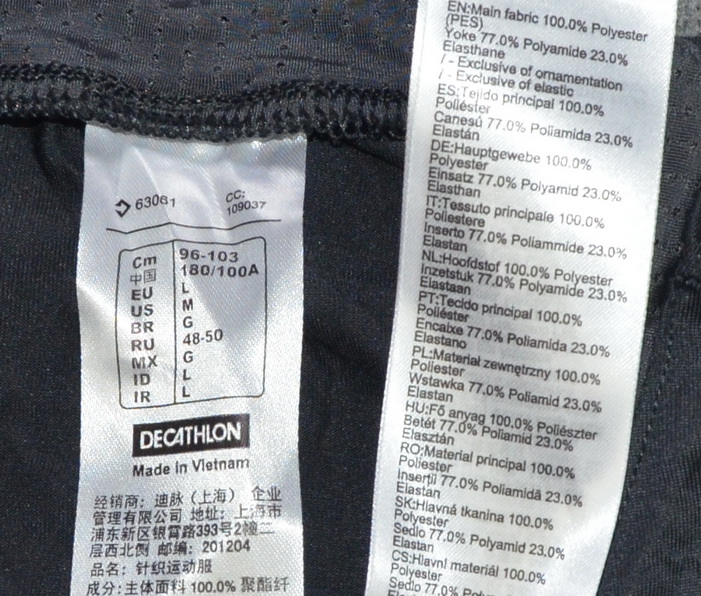 63061
CC:
109037
Cm 96-103
中国 180/100A
EU L
US M
BR G
RU 48-50
MX G
ID L
IR L
DECATHLON
Made in Vietnam
经销商: 迪脉 (上海) 企业
管理有限公司 地址: 上海市
浦东新区银霄路393号2幢二
层西北侧 邮编: 201204
品名: 针织运动服
成分: 主体面料 100.0% 聚酯纤
EN:Main fabric 100.0% Polyester
(PES)
Yoke 77.0% Polyamide 23.0%
Elasthane
/ - Exclusive of ornamentation
/ - Exclusive of elastic
ES:Tejido principal 100.0%
Poliéster
Canesú 77.0% Poliamida 23.0%
Elastán
DE:Hauptgewebe 100.0%
Polyester
Einsatz 77.0% Polyamid 23.0%
Elasthan
IT:Tessuto principale 100.0%
Poliestere
Inserto 77.0% Poliammide 23.0%
Elastan
NL:Hoofdstof 100.0% Polyester
Inzetstuk 77.0% Polyamide 23.0%
Elastaan
PT:Tecido principal 100.0%
Poliéster
Encaixe 77.0% Poliamida 23.0%
Elastano
PL:Materiał zewnętrzny 100.0%
Poliester
Wstawka 77.0% Poliamid 23.0%
Elastan
HU:Fő anyag 100.0% Poliészter
Betét 77.0% Poliamid 23.0%
Elasztán
RO:Material principal 100.0%
Poliester
Inserții 77.0% Poliamidă 23.0%
Elastan
SK:Hlavná tkanina 100.0%
Polyester
Sedlo 77.0% Polyamid 23.0%
Elastan
CS:Hlavní materiál 100.0%
Polyester
Sedlo 77.0%